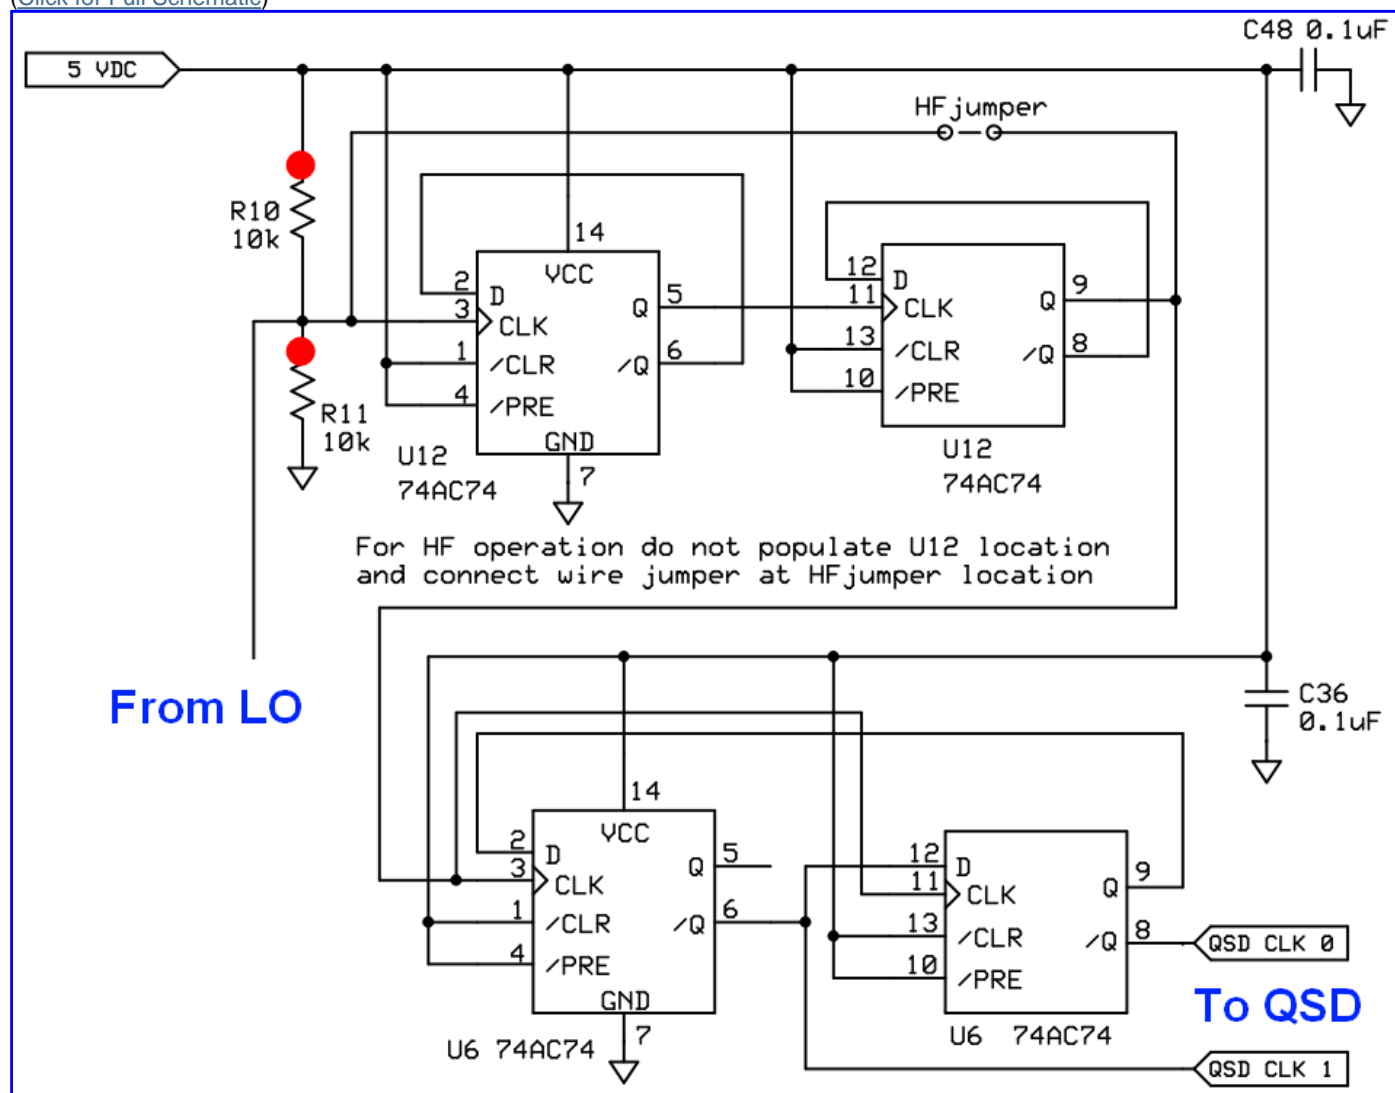 (Click for Full Schematic)
C48 0.1uF
5 VDC
HFjumper
R10
10k
14
VCC
2
D
3
CLK
1
/CLR
4
/PRE
Q
5
/Q
6
GND
7
R11
10k
U12
74AC74
12
D
11
CLK
13
/CLR
10
/PRE
Q
9
/Q
8
U12
74AC74
For HF operation do not populate U12 location
and connect wire jumper at HFjumper location
From LO
C36
0.1uF
14
VCC
2
D
3
CLK
1
/CLR
4
/PRE
Q
5
/Q
6
GND
7
U6 74AC74
12
D
11
CLK
13
/CLR
10
/PRE
Q
9
/Q
8
U6 74AC74
QSD CLK 0
To QSD
QSD CLK 1